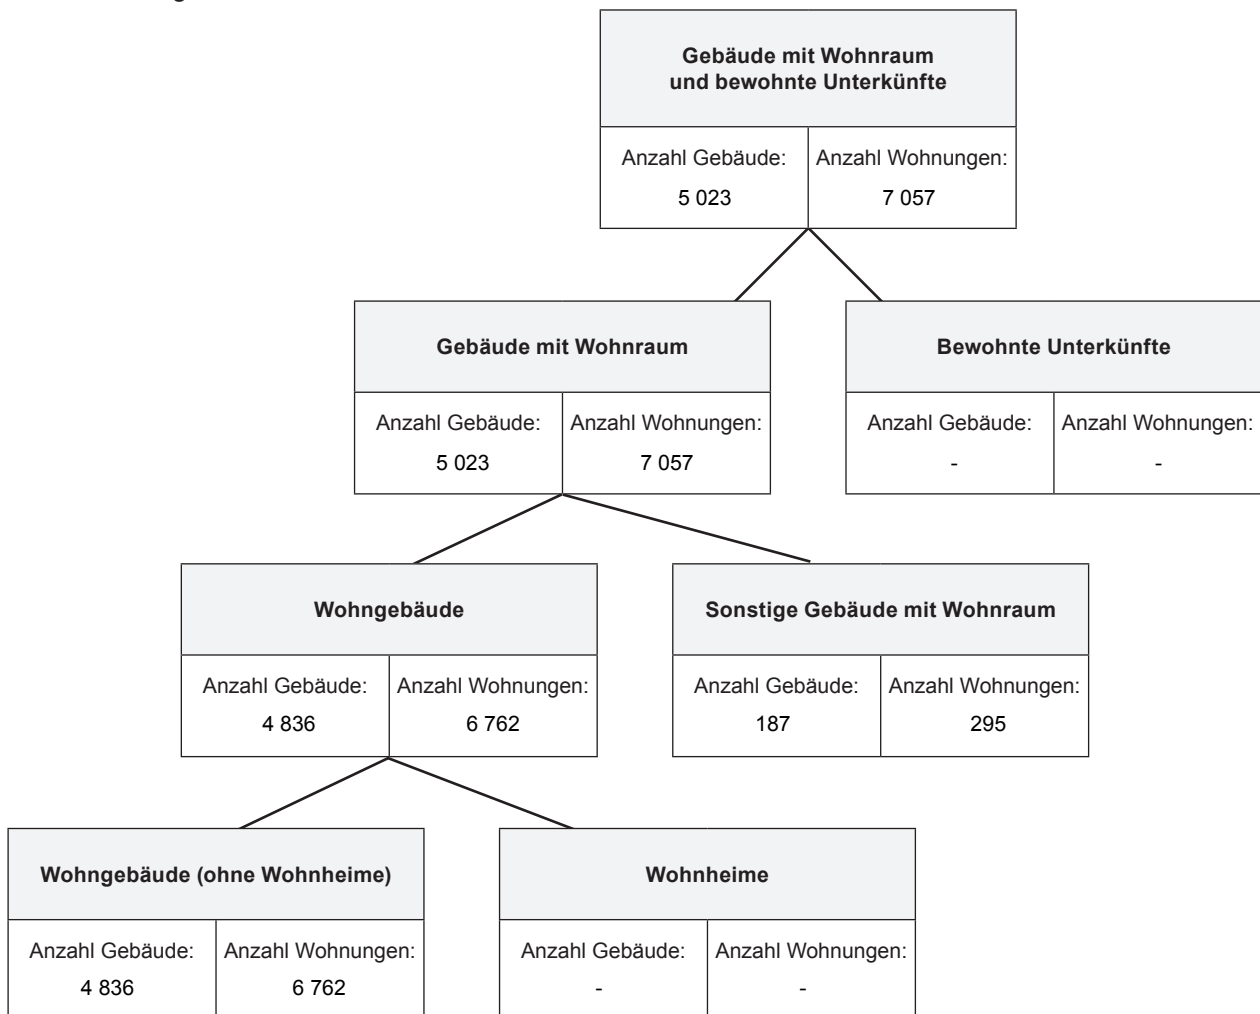 Gebäude mit Wohnraum
und bewohnte Unterkünfte
Anzahl Gebäude: Anzahl Wohnungen:
5 023 7 057
Gebäude mit Wohnraum Bewohnte Unterkünfte
Anzahl Gebäude: Anzahl Wohnungen: Anzahl Gebäude: Anzahl Wohnungen:
5 023 7 057 - -
Wohngebäude Sonstige Gebäude mit Wohnraum
Anzahl Gebäude: Anzahl Wohnungen: Anzahl Gebäude: Anzahl Wohnungen:
4 836 6 762 187 295
Wohngebäude (ohne Wohnheime) Wohnheime
Anzahl Gebäude: Anzahl Wohnungen: Anzahl Gebäude: Anzahl Wohnungen:
4 836 6 762 - -